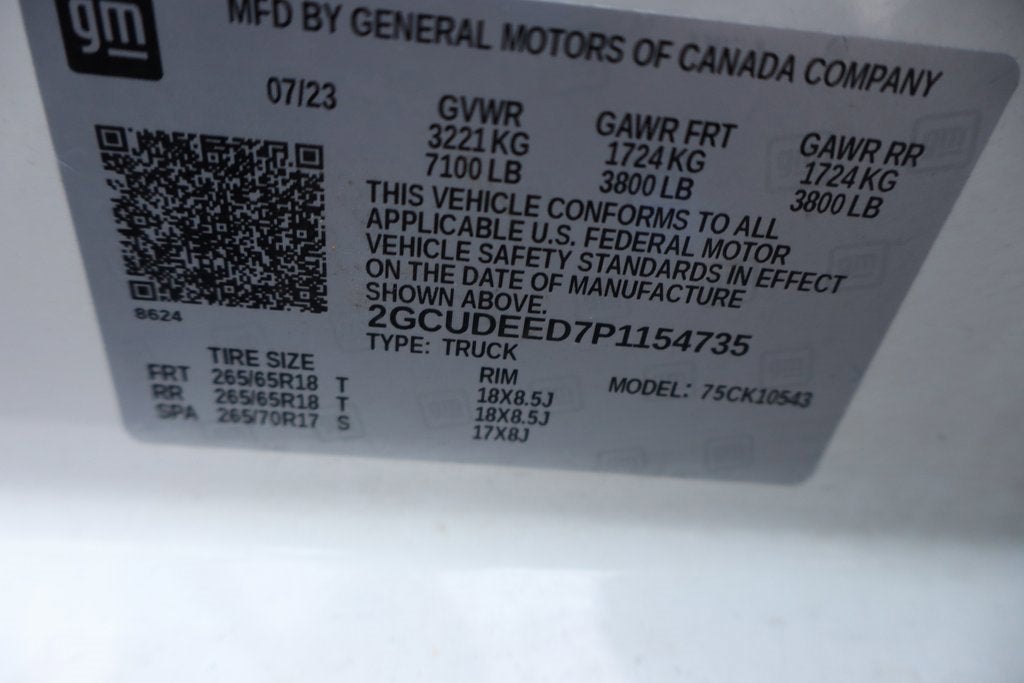 gm
MFD BY GENERAL MOTORS OF CANADA COMPANY
07/23
GVWR
3221 KG
7100 LB
GAWR FRT
1724 KG
3800 LB
GAWR RR
1724 KG
3800 LB
THIS VEHICLE CONFORMS TO ALL
APPLICABLE U.S. FEDERAL MOTOR
VEHICLE SAFETY STANDARDS IN EFFECT
ON THE DATE OF MANUFACTURE
SHOWN ABOVE.
8624
2GCUDEED7P1154735
TYPE: TRUCK
TIRE SIZE RIM
MODEL: 75CK10543
FRT 265/65R18 T 18X8.5J
RR 265/65R18 T 18X8.5J
SPA 265/70R17 S 17X8J